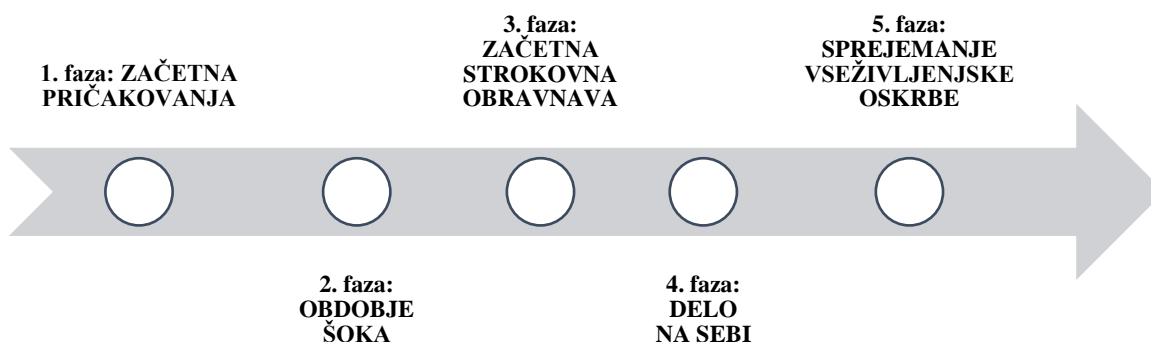 1. faza: ZAČETNA
PRIČAKOVANJA
2. faza:
OBDOBJE
ŠOKA
3. faza:
ZAČETNA
STROKOVNA
OBRAVNAVA
4. faza:
DELO
NA SEBI
5. faza:
SPREJEMANJE
VSEŽIVLJENJSKE
OSKRBE